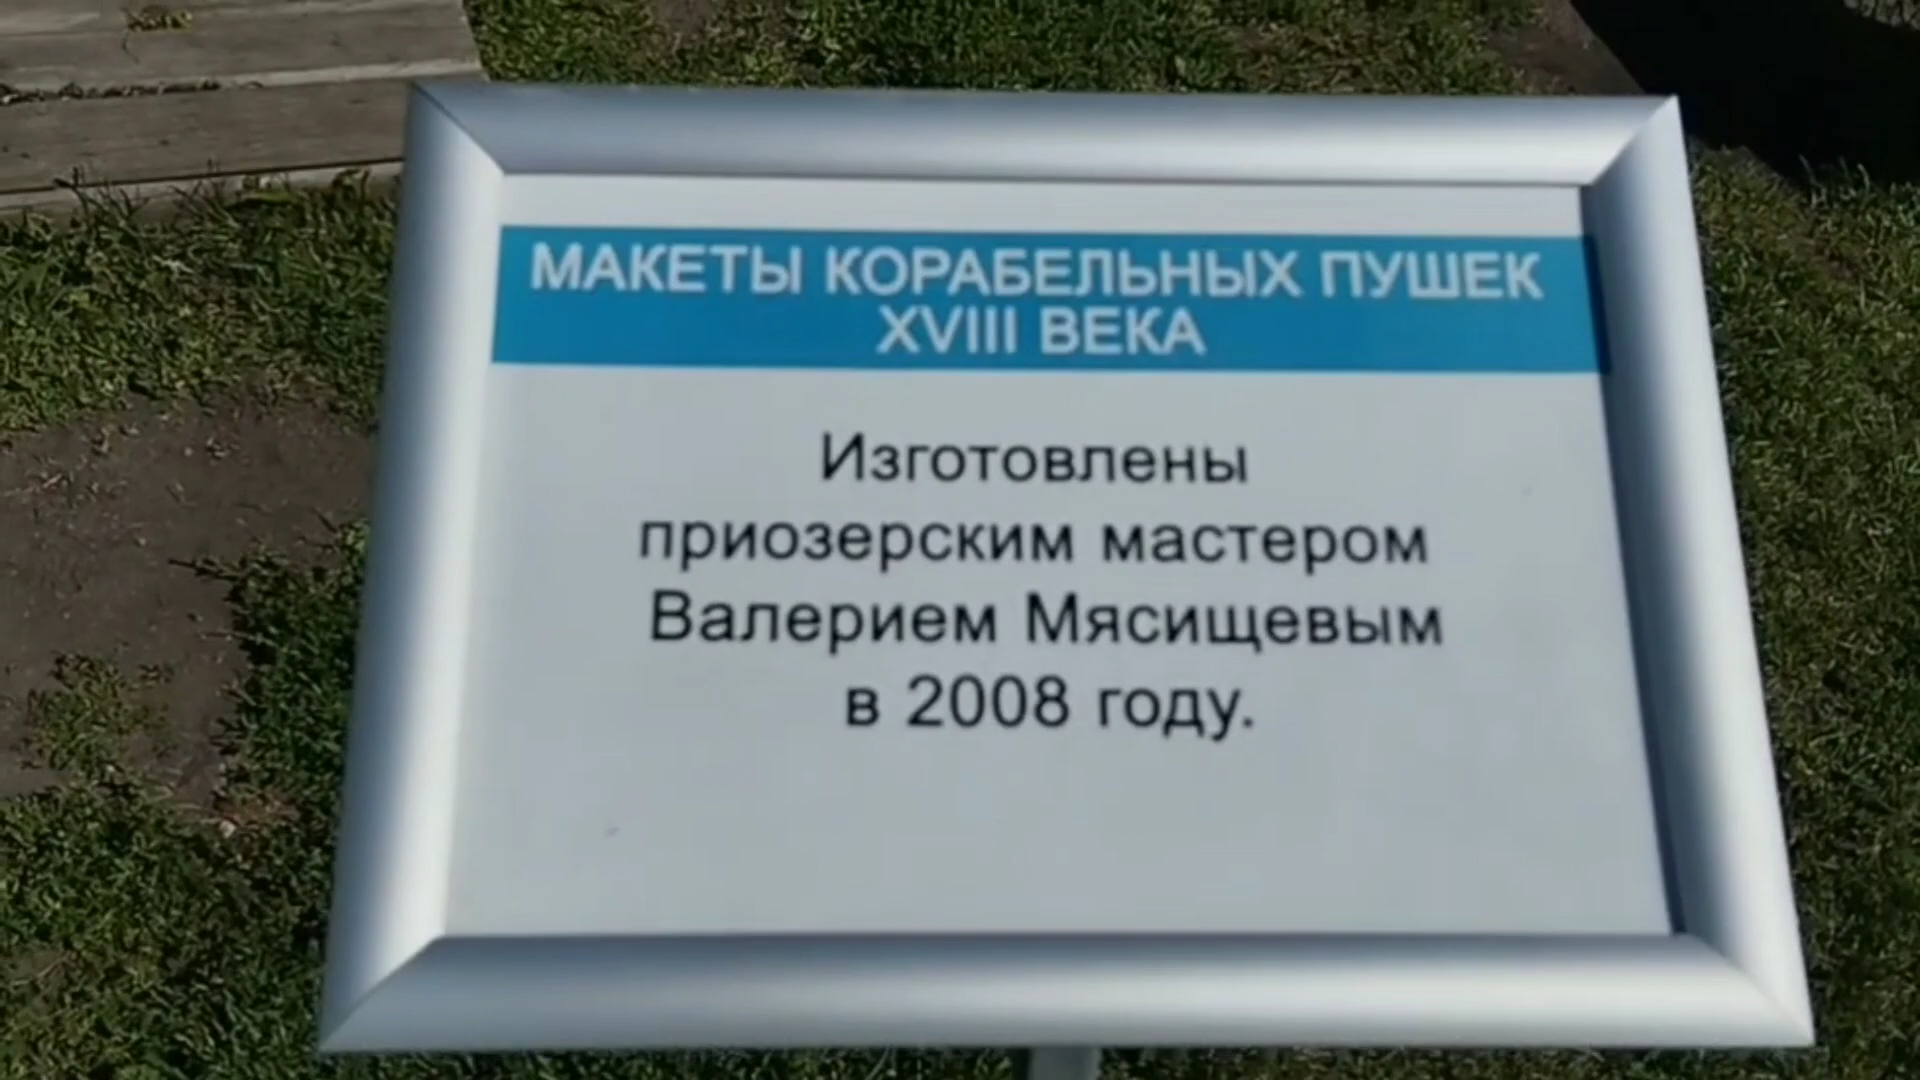 МАКЕТЫ КОРАБЕЛЬНЫХ ПУШЕК
XVIII ВЕКА
Изготовлены
приозерским мастером
Валерием Мясищевым
в 2008 году.